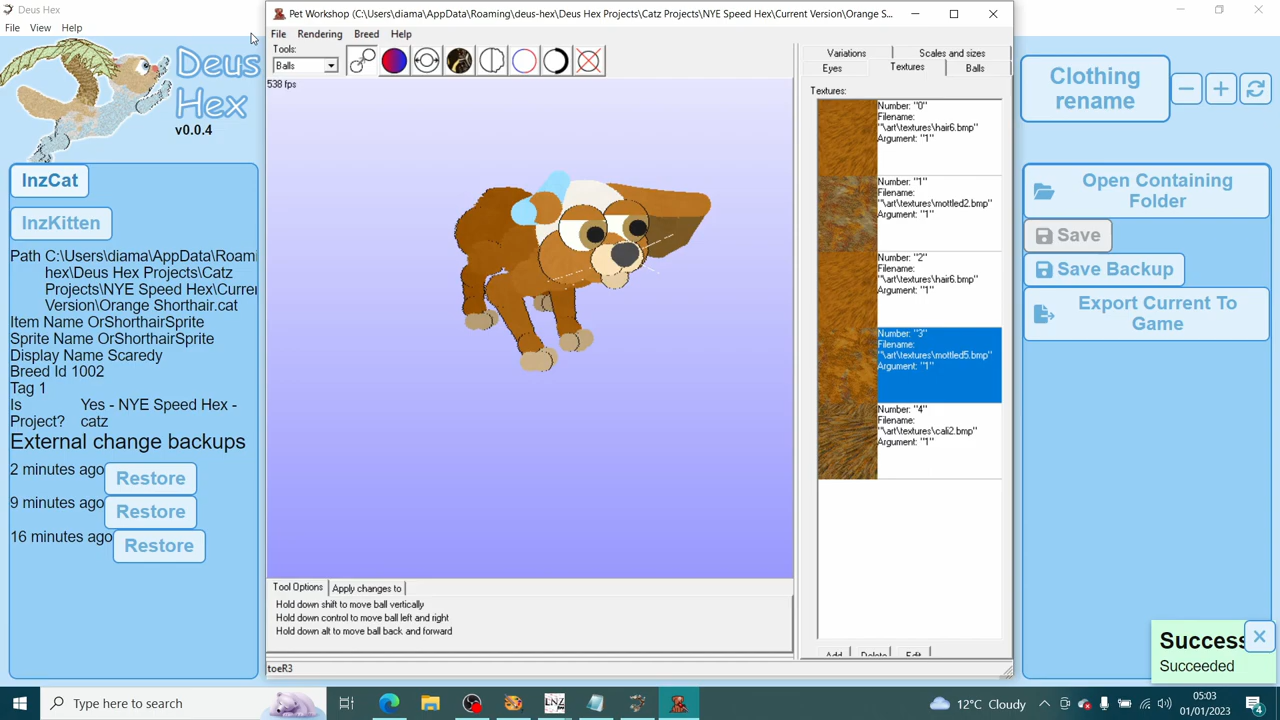 Deus Hex
File View Help
Deus
Hex
v0.0.4
lnzCat
lnzKitten
Path C:\Users\diama\AppData\Roami
hex\Deus Hex Projects\Catz
Projects\NYE Speed Hex\Curren
Version\Orange Shorthair.cat
Item Name OrShorthairSprite
Sprite Name OrShorthairSprite
Display Name Scaredy
Breed Id 1002
Tag 1
Is Yes - NYE Speed Hex -
Project? catz
External change backups
2 minutes ago Restore
9 minutes ago Restore
16 minutes ago Restore
Pet Workshop (C:\Users\diama\AppData\Roaming\deus-hex\Deus Hex Projects\Catz Projects\NYE Speed Hex\Current Version\Orange S...
File Rendering Breed Help
Tools:
Balls
538 fps
Variations Scales and sizes
Eyes Textures Balls
Textures:
Number: "0"
Filename:
"\art\textures\hair6.bmp"
Argument: "1"
Number: "1"
Filename:
"\art\textures\mottled2.bmp"
Argument: "1"
Number: "2"
Filename:
"\art\textures\hair6.bmp"
Argument: "1"
Number: "3"
Filename:
"\art\textures\mottled5.bmp"
Argument: "1"
Number: "4"
Filename:
"\art\textures\cali2.bmp"
Argument: "1"
Add Delete Edit
Tool Options Apply changes to
Hold down shift to move ball vertically
Hold down control to move ball left and right
Hold down alt to move ball back and forward
toeR3
Clothing
rename
Open Containing
Folder
Save
Save Backup
Export Current To
Game
Success
Succeeded
Type here to search
LNZ
12°C Cloudy
05:03
01/01/2023
4